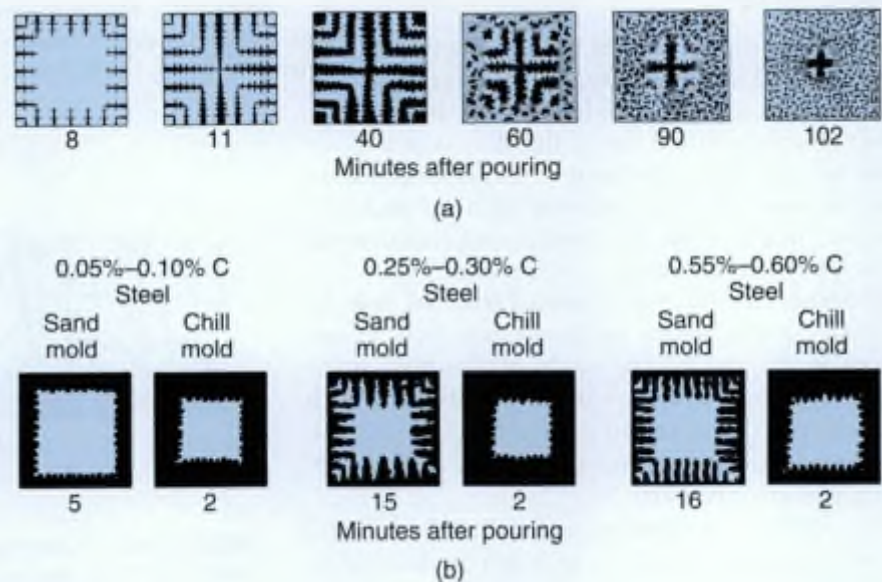 8 11 40 60 90 102
Minutes after pouring
(a)
0.05%–0.10% C 0.25%–0.30% C 0.55%–0.60% C
Steel Steel Steel
Sand Chill Sand Chill Sand Chill
mold mold mold mold mold mold
5 2 15 2 16 2
Minutes after pouring
(b)